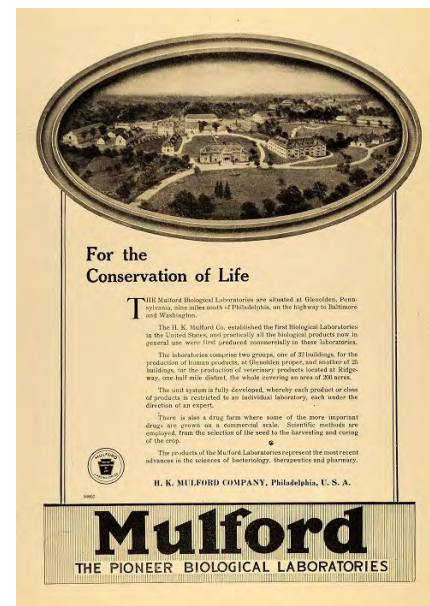 For the
Conservation of Life
THE Mulford Biological Laboratories are situated at Glenolden, Penn-
sylvania, nine miles south of Philadelphia, on the highway to Baltimore
and Washington.
The H. K. Mulford Co. established the first Biological Laboratories
in the United States, and practically all the biological products now in
general use were first produced commercially in these laboratories.
The laboratories comprise two groups, one of 32 buildings, for the
production of human products, at Glenolden proper, and another of 25
buildings, for the production of veterinary products located at Ridge-
way, one-half mile distant, the whole covering an area of 200 acres.
The unit system is fully developed, whereby each product or class
of products is restricted to an individual laboratory, each under the
direction of an expert.
There is also a drug farm where some of the more important
drugs are grown on a commercial scale. Scientific methods are
employed, from the selection of the seed to the harvesting and curing
of the crop.
The products of the Mulford Laboratories represent the most recent
advances in the sciences of bacteriology, therapeutics and pharmacy.
MULFORD
LABORATORIES
H. K. MULFORD COMPANY, Philadelphia, U. S. A.
Mulford
THE PIONEER BIOLOGICAL LABORATORIES